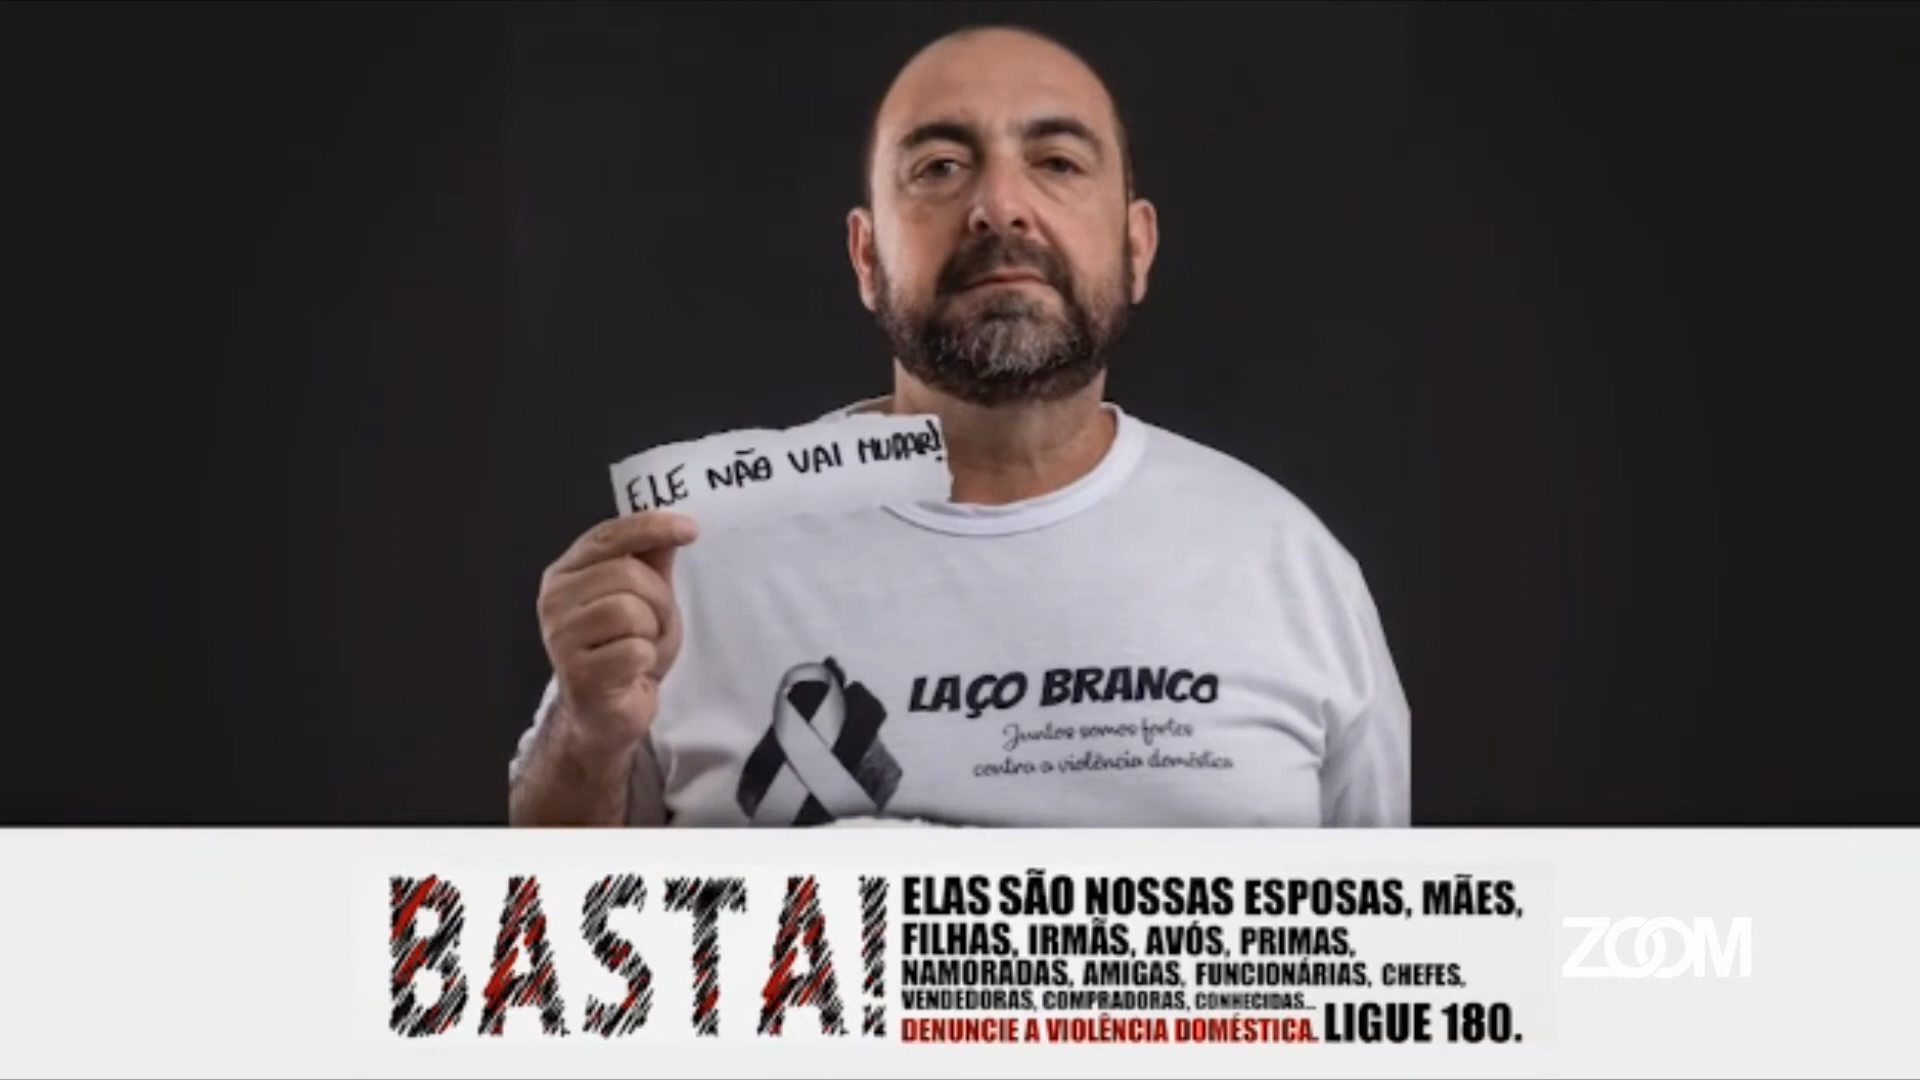 ELE NÃO VAI MUDAR!
LAÇO BRANCO
Juntos somos fortes
contra a violência doméstica
BASTA!
ELAS SÃO NOSSAS ESPOSAS, MÃES,
FILHAS, IRMÃS, AVÓS, PRIMAS,
NAMORADAS, AMIGAS, FUNCIONÁRIAS, CHEFES,
VENDEDORAS, COMPRADORAS, CONHECIDAS...
DENUNCIE A VIOLÊNCIA DOMÉSTICA. LIGUE 180.
ZOOM